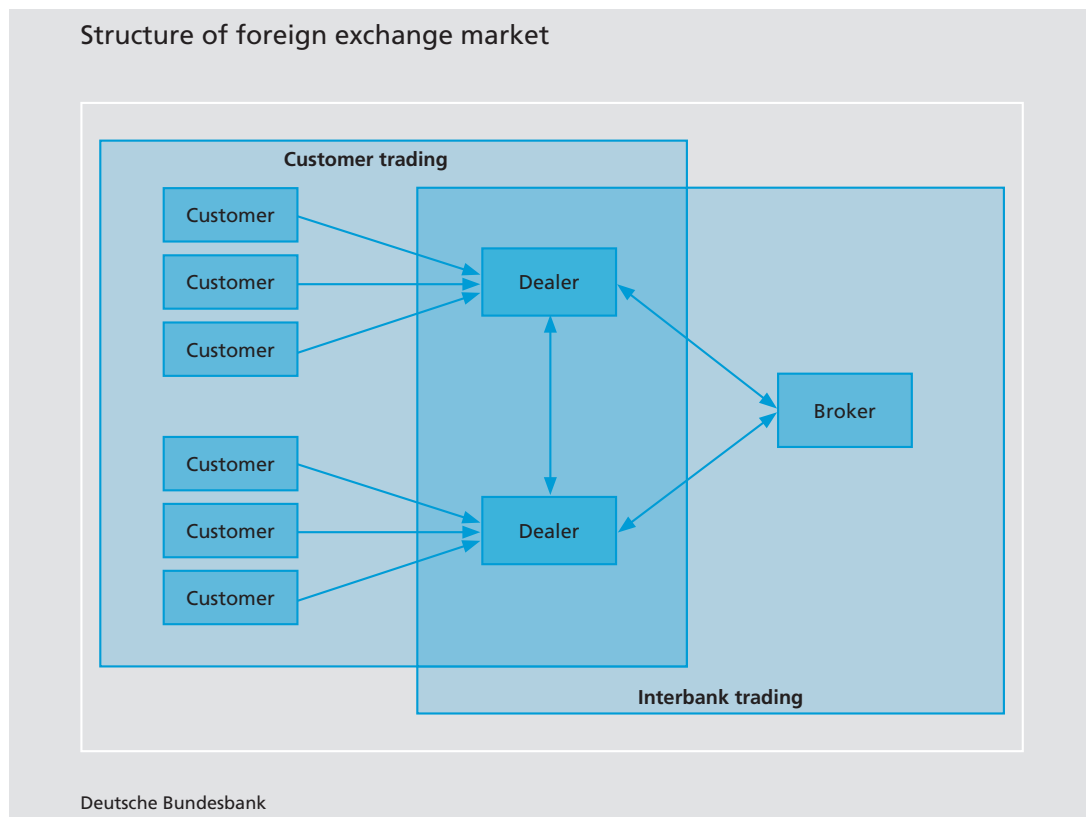 Structure of foreign exchange market
Customer trading
Customer
Customer
Customer
Dealer
Broker
Customer
Customer
Customer
Dealer
Interbank trading
Deutsche Bundesbank